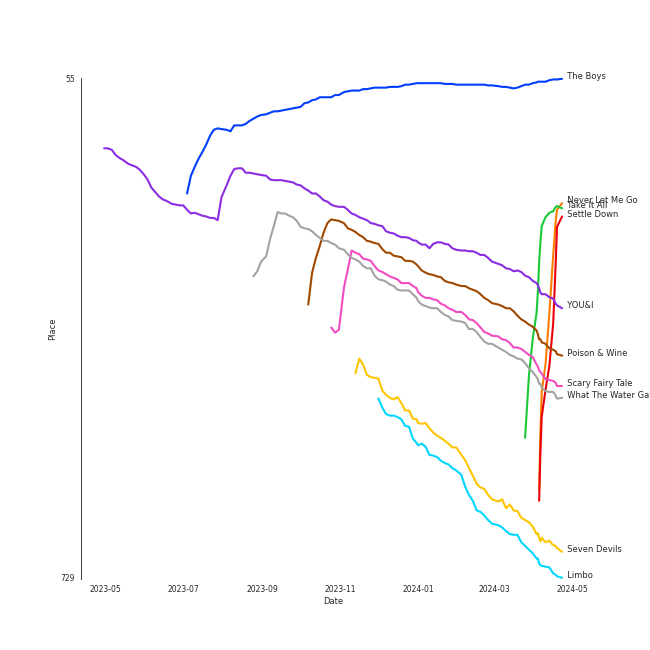 55
The Boys
Never Let Me Go
Take It All
Settle Down
Place
YOU&I
Poison & Wine
Scary Fairy Tale
What The Water Ga
Seven Devils
Limbo
729
2023-05
2023-07
2023-09
2023-11
2024-01
2024-03
2024-05
Date